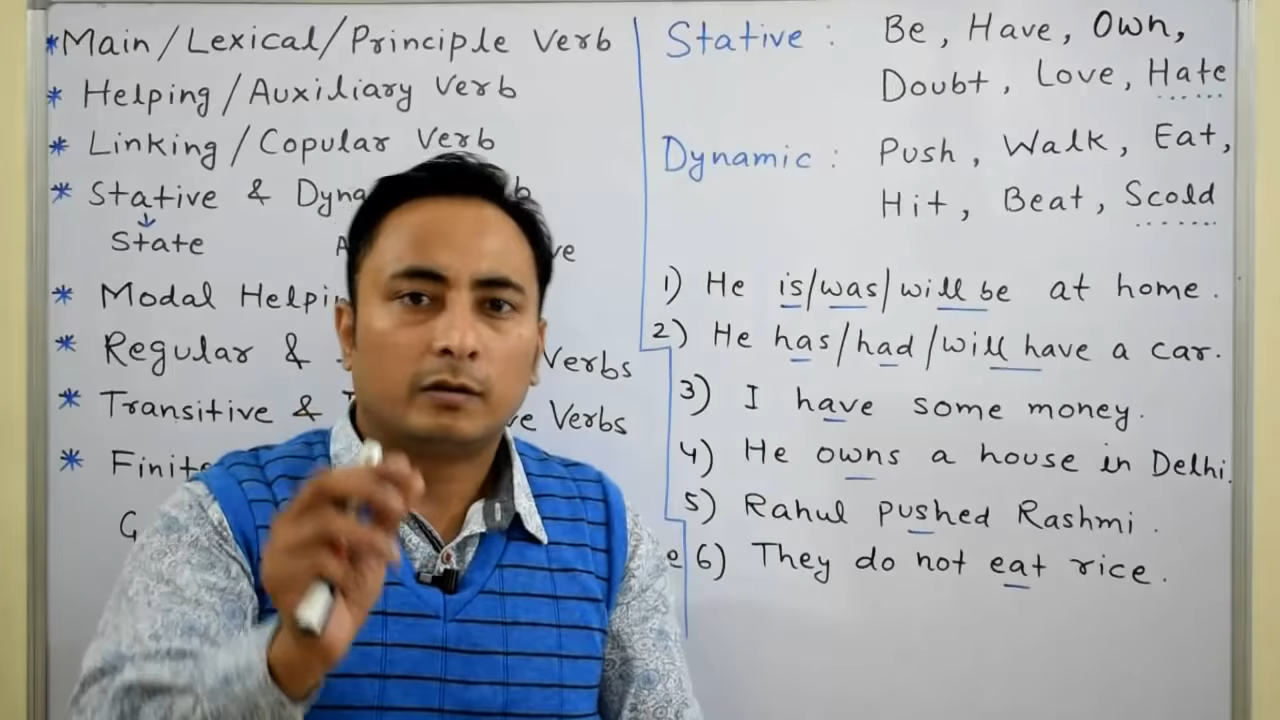 *Main/Lexical/Principle Verb
* Helping/Auxiliary Verb
* Linking/Copular Verb
* Stative & 
State
* Modal
* Regular &
Verbs
* Transitive &
Verbs
*
Stative : Be, Have, Own,
Doubt, Love, Hate
Dynamic : Push, Walk, Eat,
Hit, Beat, Scold
1) He is/was/will be at home.
2) He has/had/will have a car.
3) I have some money.
4) He owns a house in Delhi.
5) Rahul pushed Rashmi.
6) They do not eat rice.